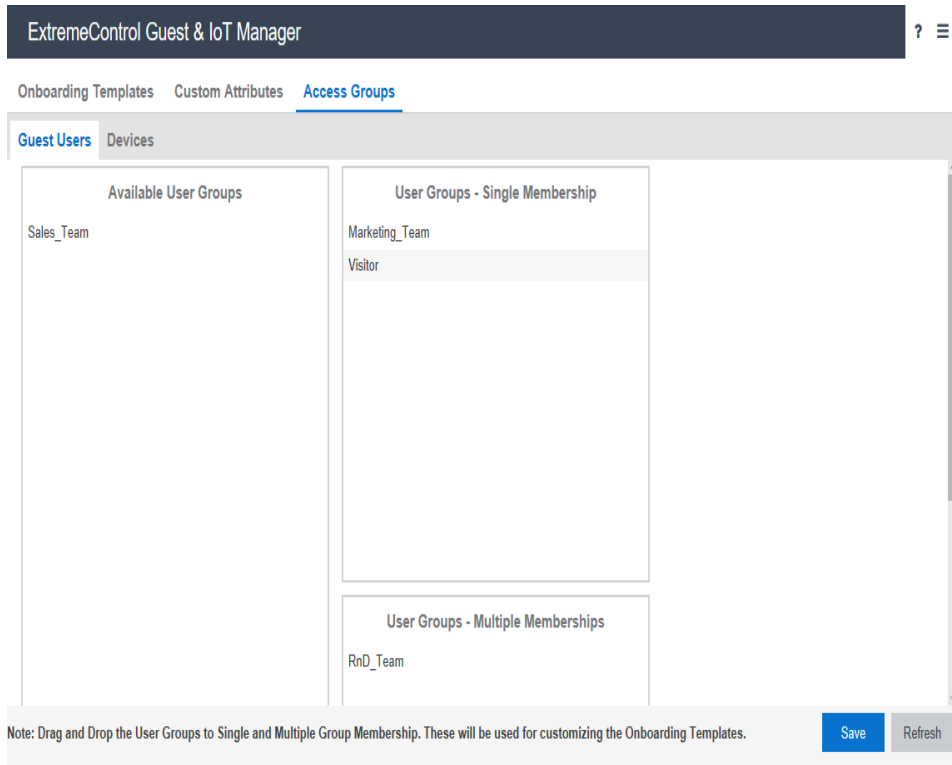 ExtremeControl Guest & IoT Manager
?
Onboarding Templates Custom Attributes Access Groups
Guest Users Devices
Available User Groups
Sales_Team
User Groups - Single Membership
Marketing_Team
Visitor
User Groups - Multiple Memberships
RnD_Team
Note: Drag and Drop the User Groups to Single and Multiple Group Membership. These will be used for customizing the Onboarding Templates.
Save Refresh